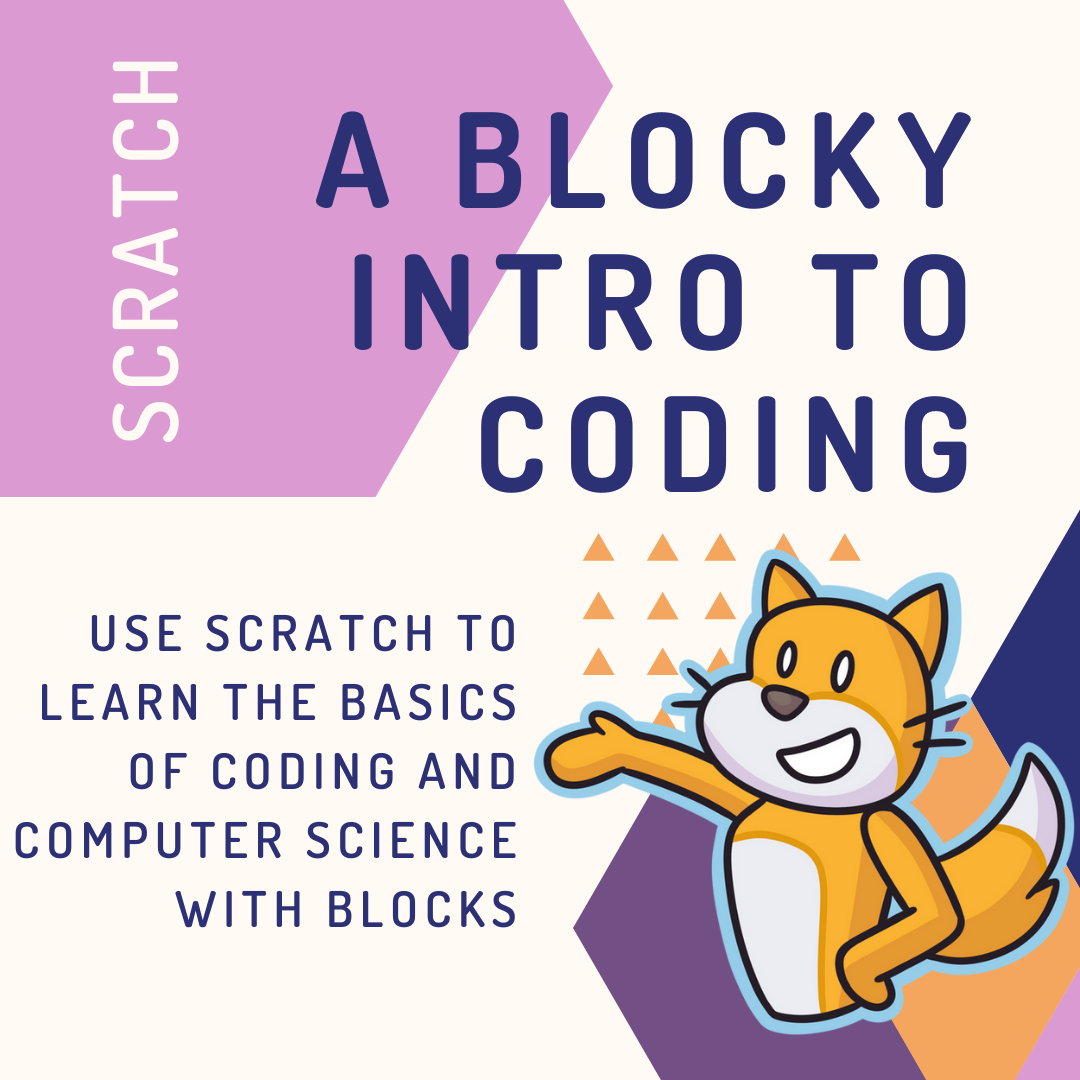 SCRATCH
A BLOCKY
INTRO TO
CODING
USE SCRATCH TO
LEARN THE BASICS
OF CODING AND
COMPUTER SCIENCE
WITH BLOCKS